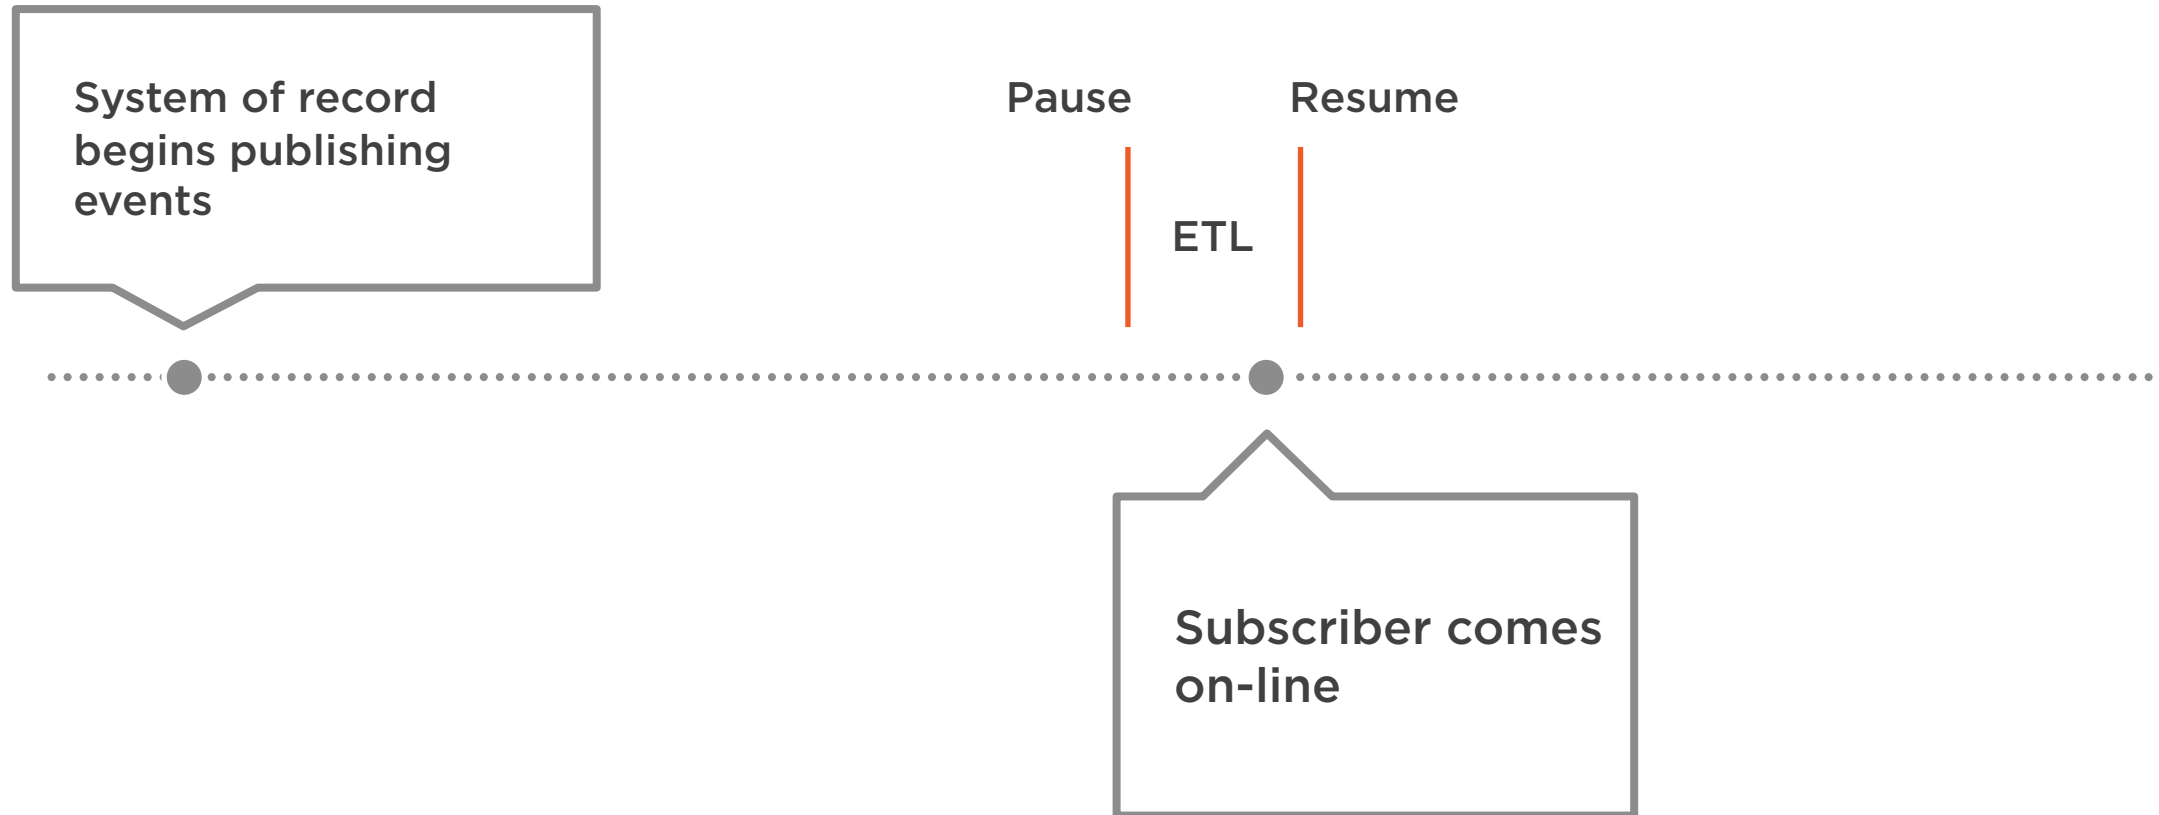 System of record
begins publishing
events
Pause
Resume
ETL
Subscriber comes
on-line